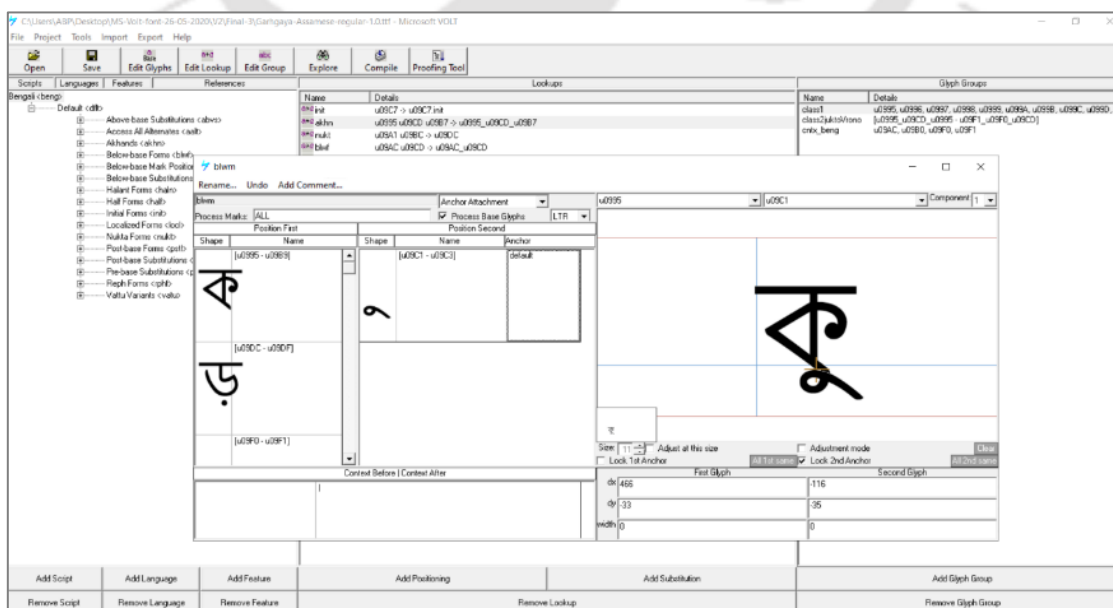 C:\Users\ABP\Desktop\MS-Volt-font-26-05-2020\V2\Final-3\Garhgaya-Assamese-regular-1.0.ttf - Microsoft VOLT
File Project Tools Import Export Help
Open Save Edit Glyphs Edit Lookup Edit Group Explore Compile Proofing Tool
Scripts Languages Features References Lookups Glyph Groups
Bengali <beng>
Default <dflt>
Above-base Substitutions <abvs>
Access All Alternates <aalt>
Akhands <akhn>
Below-base Forms <blwf>
Below-base Mark Position
Below-base Substitutions
Halant Forms <haln>
Half Forms <half>
Initial Forms <init>
Localized Forms <locl>
Nukta Forms <nukt>
Post-base Forms <pstf>
Post-base Substitutions <
Pre-base Substitutions <p
Reph Forms <rphf>
Vattu Variants <vatu>
Name Details
init u09C7 -> u09C7.init
akhn u0995 u09CD u09B7 -> u0995_u09CD_u09B7
nukt u09A1 u09BC -> u09DC
blwf u09AC u09CD -> u09AC_u09CD
Name Details
class1 u0995, u0996, u0997, u0998, u0999, u099A, u099B, u099C, u099D,
class2juktaVrona [u0995_u09CD_u0995 - u09F1_u09F0_u09CD]
cntx_beng u09AC, u09B0, u09F0, u09F1
blwm
Rename... Undo Add Comment...
blwm Anchor Attachment u0995 u09C1 Component 1
Process Marks: ALL Process Base Glyphs LTR
Position First Position Second
Shape Name Shape Name Anchor
[u0995 - u09B9] [u09C1 - u09C3] default
ক ু
[u09DC - u09DF]
ড়
[u09F0 - u09F1]
কু
Size: 11 Adjust at this size Adjustment mode Clear
Lock 1st Anchor All 1st same Lock 2nd Anchor All 2nd same
Context Before | Context After
|
First Glyph Second Glyph
dx 466 -116
dy -33 -35
width 0 0
Add Script Add Language Add Feature Add Positioning Add Substitution Add Glyph Group
Remove Script Remove Language Remove Feature Remove Lookup Remove Glyph Group